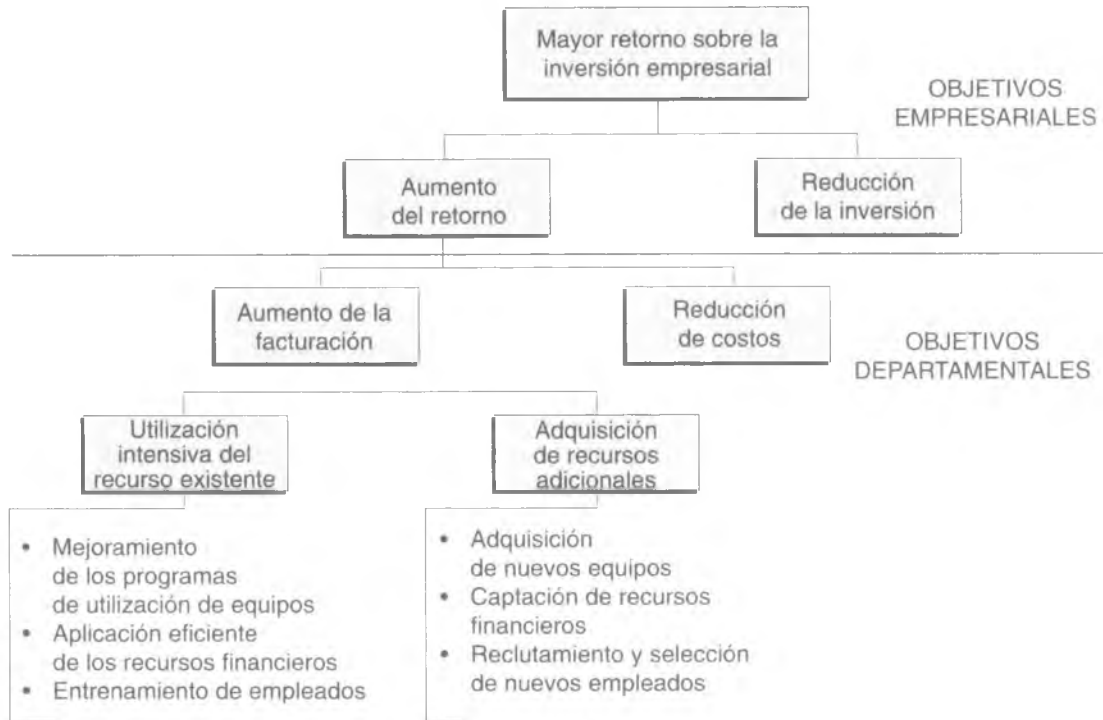 Mayor retorno sobre la
inversión empresarial
OBJETIVOS
EMPRESARIALES
Aumento
del retorno
Reducción
de la inversión
Aumento de la
facturación
Reducción
de costos
OBJETIVOS
DEPARTAMENTALES
Utilización
intensiva del
recurso existente
Adquisición
de recursos
adicionales
• Mejoramiento
de los programas
de utilización de equipos
• Aplicación eficiente
de los recursos financieros
• Entrenamiento de empleados
• Adquisición
de nuevos equipos
• Captación de recursos
financieros
• Reclutamiento y selección
de nuevos empleados